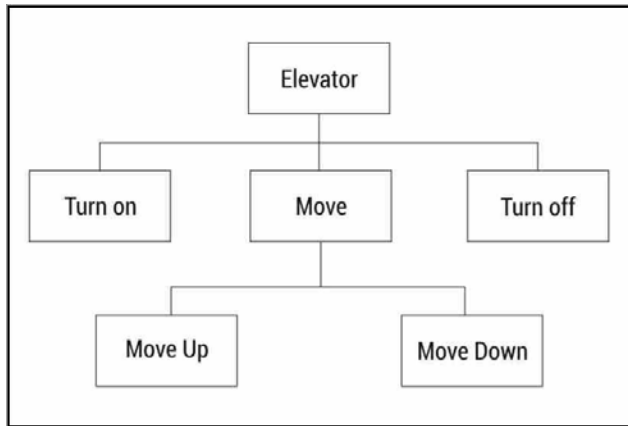 Elevator
Turn on
Move
Turn off
Move Up
Move Down